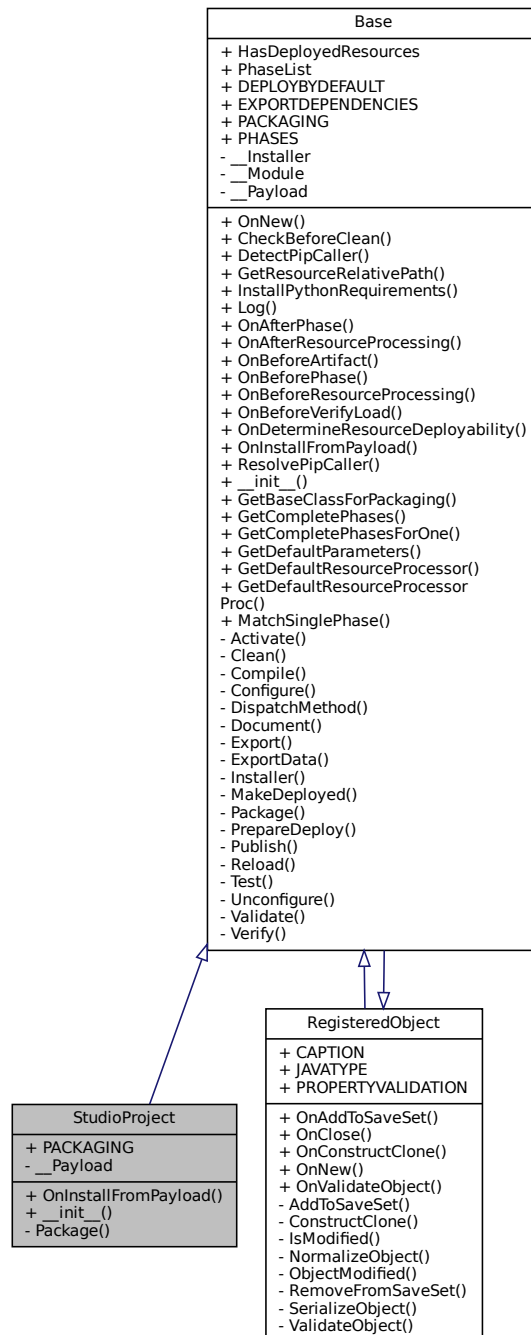 Base
+ HasDeployedResources
+ PhaseList
+ DEPLOYBYDEFAULT
+ EXPORTDEPENDENCIES
+ PACKAGING
+ PHASES
- __Installer
- __Module
- __Payload
+ OnNew()
+ CheckBeforeClean()
+ DetectPipCaller()
+ GetResourceRelativePath()
+ InstallPythonRequirements()
+ Log()
+ OnAfterPhase()
+ OnAfterResourceProcessing()
+ OnBeforeArtifact()
+ OnBeforePhase()
+ OnBeforeResourceProcessing()
+ OnBeforeVerifyLoad()
+ OnDetermineResourceDeployability()
+ OnInstallFromPayload()
+ ResolvePipCaller()
+ __init__()
+ GetBaseClassForPackaging()
+ GetCompletePhases()
+ GetCompletePhasesForOne()
+ GetDefaultParameters()
+ GetDefaultResourceProcessor()
+ GetDefaultResourceProcessor
Proc()
+ MatchSinglePhase()
- Activate()
- Clean()
- Compile()
- Configure()
- DispatchMethod()
- Document()
- Export()
- ExportData()
- Installer()
- MakeDeployed()
- Package()
- PrepareDeploy()
- Publish()
- Reload()
- Test()
- Unconfigure()
- Validate()
- Verify()
StudioProject
+ PACKAGING
- __Payload
+ OnInstallFromPayload()
+ __init__()
- Package()
RegisteredObject
+ CAPTION
+ JAVATYPE
+ PROPERTYVALIDATION
+ OnAddToSaveSet()
+ OnClose()
+ OnConstructClone()
+ OnNew()
+ OnValidateObject()
- AddToSaveSet()
- ConstructClone()
- IsModified()
- NormalizeObject()
- ObjectModified()
- RemoveFromSaveSet()
- SerializeObject()
- ValidateObject()